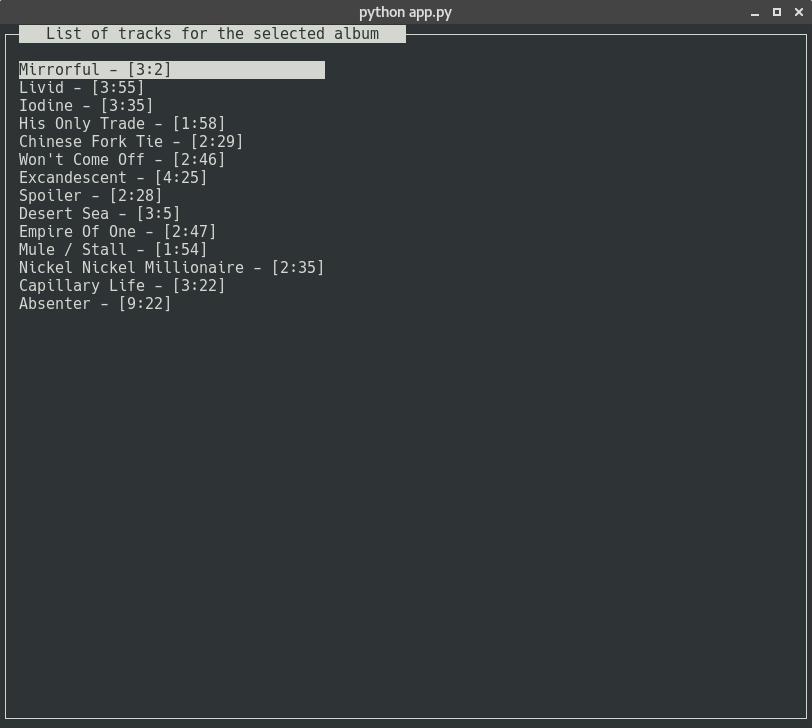 python app.py
List of tracks for the selected album
Mirrorful - [3:2]
Livid - [3:55]
Iodine - [3:35]
His Only Trade - [1:58]
Chinese Fork Tie - [2:29]
Won't Come Off - [2:46]
Excandescent - [4:25]
Spoiler - [2:28]
Desert Sea - [3:5]
Empire Of One - [2:47]
Mule / Stall - [1:54]
Nickel Nickel Millionaire - [2:35]
Capillary Life - [3:22]
Absenter - [9:22]